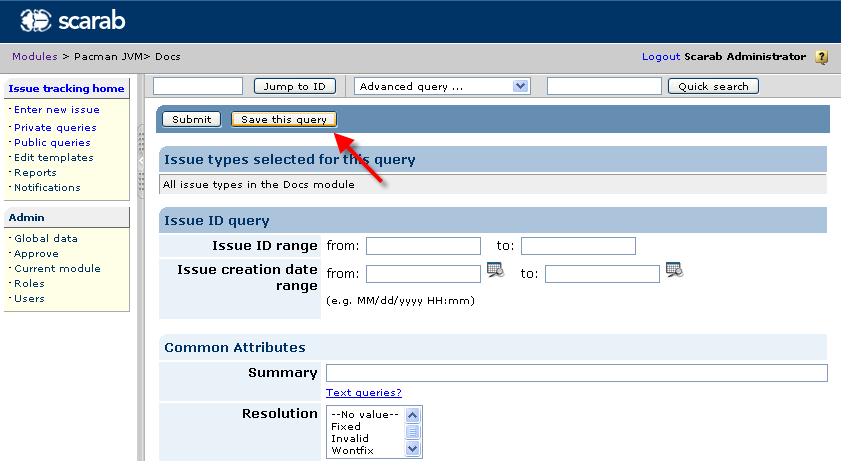 scarab
Modules > Pacman JVM> Docs
Logout Scarab Administrator ?
Jump to ID Advanced query ... Quick search
Issue tracking home
Enter new issue
Private queries
Public queries
Edit templates
Reports
Notifications
Admin
Global data
Approve
Current module
Roles
Users
Submit Save this query
Issue types selected for this query
All issue types in the Docs module
Issue ID query
Issue ID range from: to:
Issue creation date range from: to:
(e.g. MM/dd/yyyy HH:mm)
Common Attributes
Summary
Text queries?
Resolution
--No value--
Fixed
Invalid
Wontfix